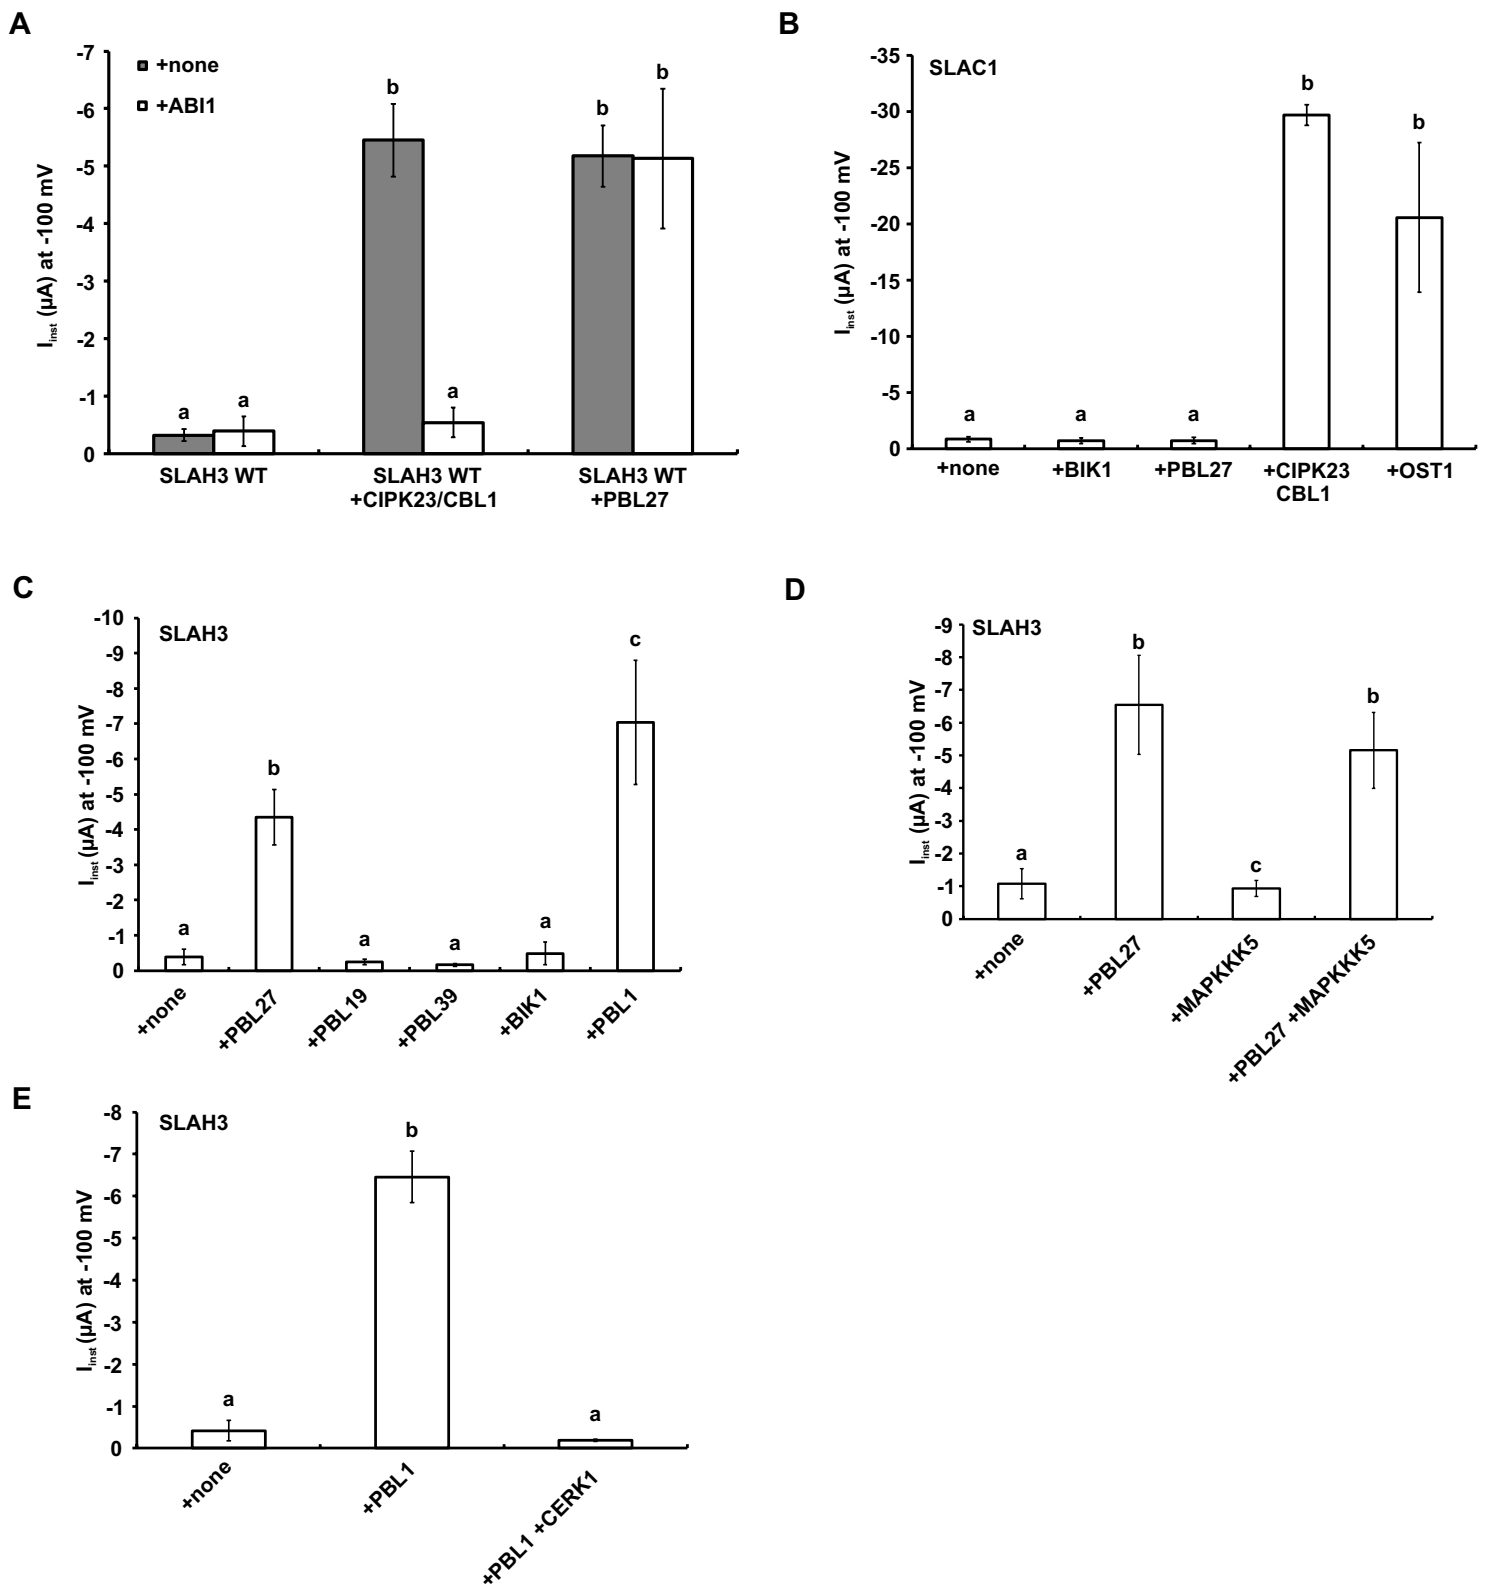 A
-7
-6
-5
-4
-3
-2
-1
0
I inst (µA) at -100 mV
+none
+ABI1
a
a
b
a
b
b
SLAH3 WT
SLAH3 WT
+CIPK23/CBL1
SLAH3 WT
+PBL27
B
-35
-30
-25
-20
-15
-10
-5
0
I inst (µA) at -100 mV
SLAC1
a
a
a
b
b
+none
+BIK1
+PBL27
+CIPK23
CBL1
+OST1
C
-10
-9
-8
-7
-6
-5
-4
-3
-2
-1
0
I inst (µA) at -100 mV
SLAH3
a
b
a
a
a
c
+none
+PBL27
+PBL19
+PBL39
+BIK1
+PBL1
D
-9
-8
-7
-6
-5
-4
-3
-2
-1
0
I inst (µA) at -100 mV
SLAH3
a
b
c
b
+none
+PBL27
+MAPKKK5
+PBL27 +MAPKKK5
E
-8
-7
-6
-5
-4
-3
-2
-1
0
I inst (µA) at -100 mV
SLAH3
a
b
a
+none
+PBL1
+PBL1 +CERK1